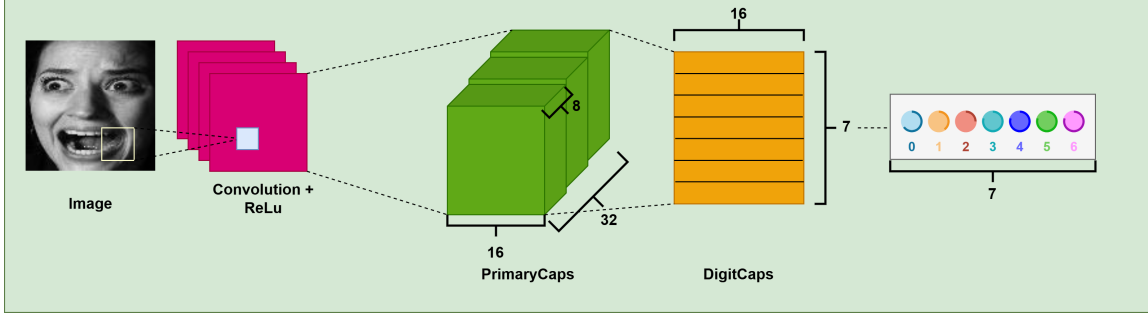 Image
Convolution +
ReLu
8
32
16
PrimaryCaps
16
7
DigitCaps
0 1 2 3 4 5 6
7